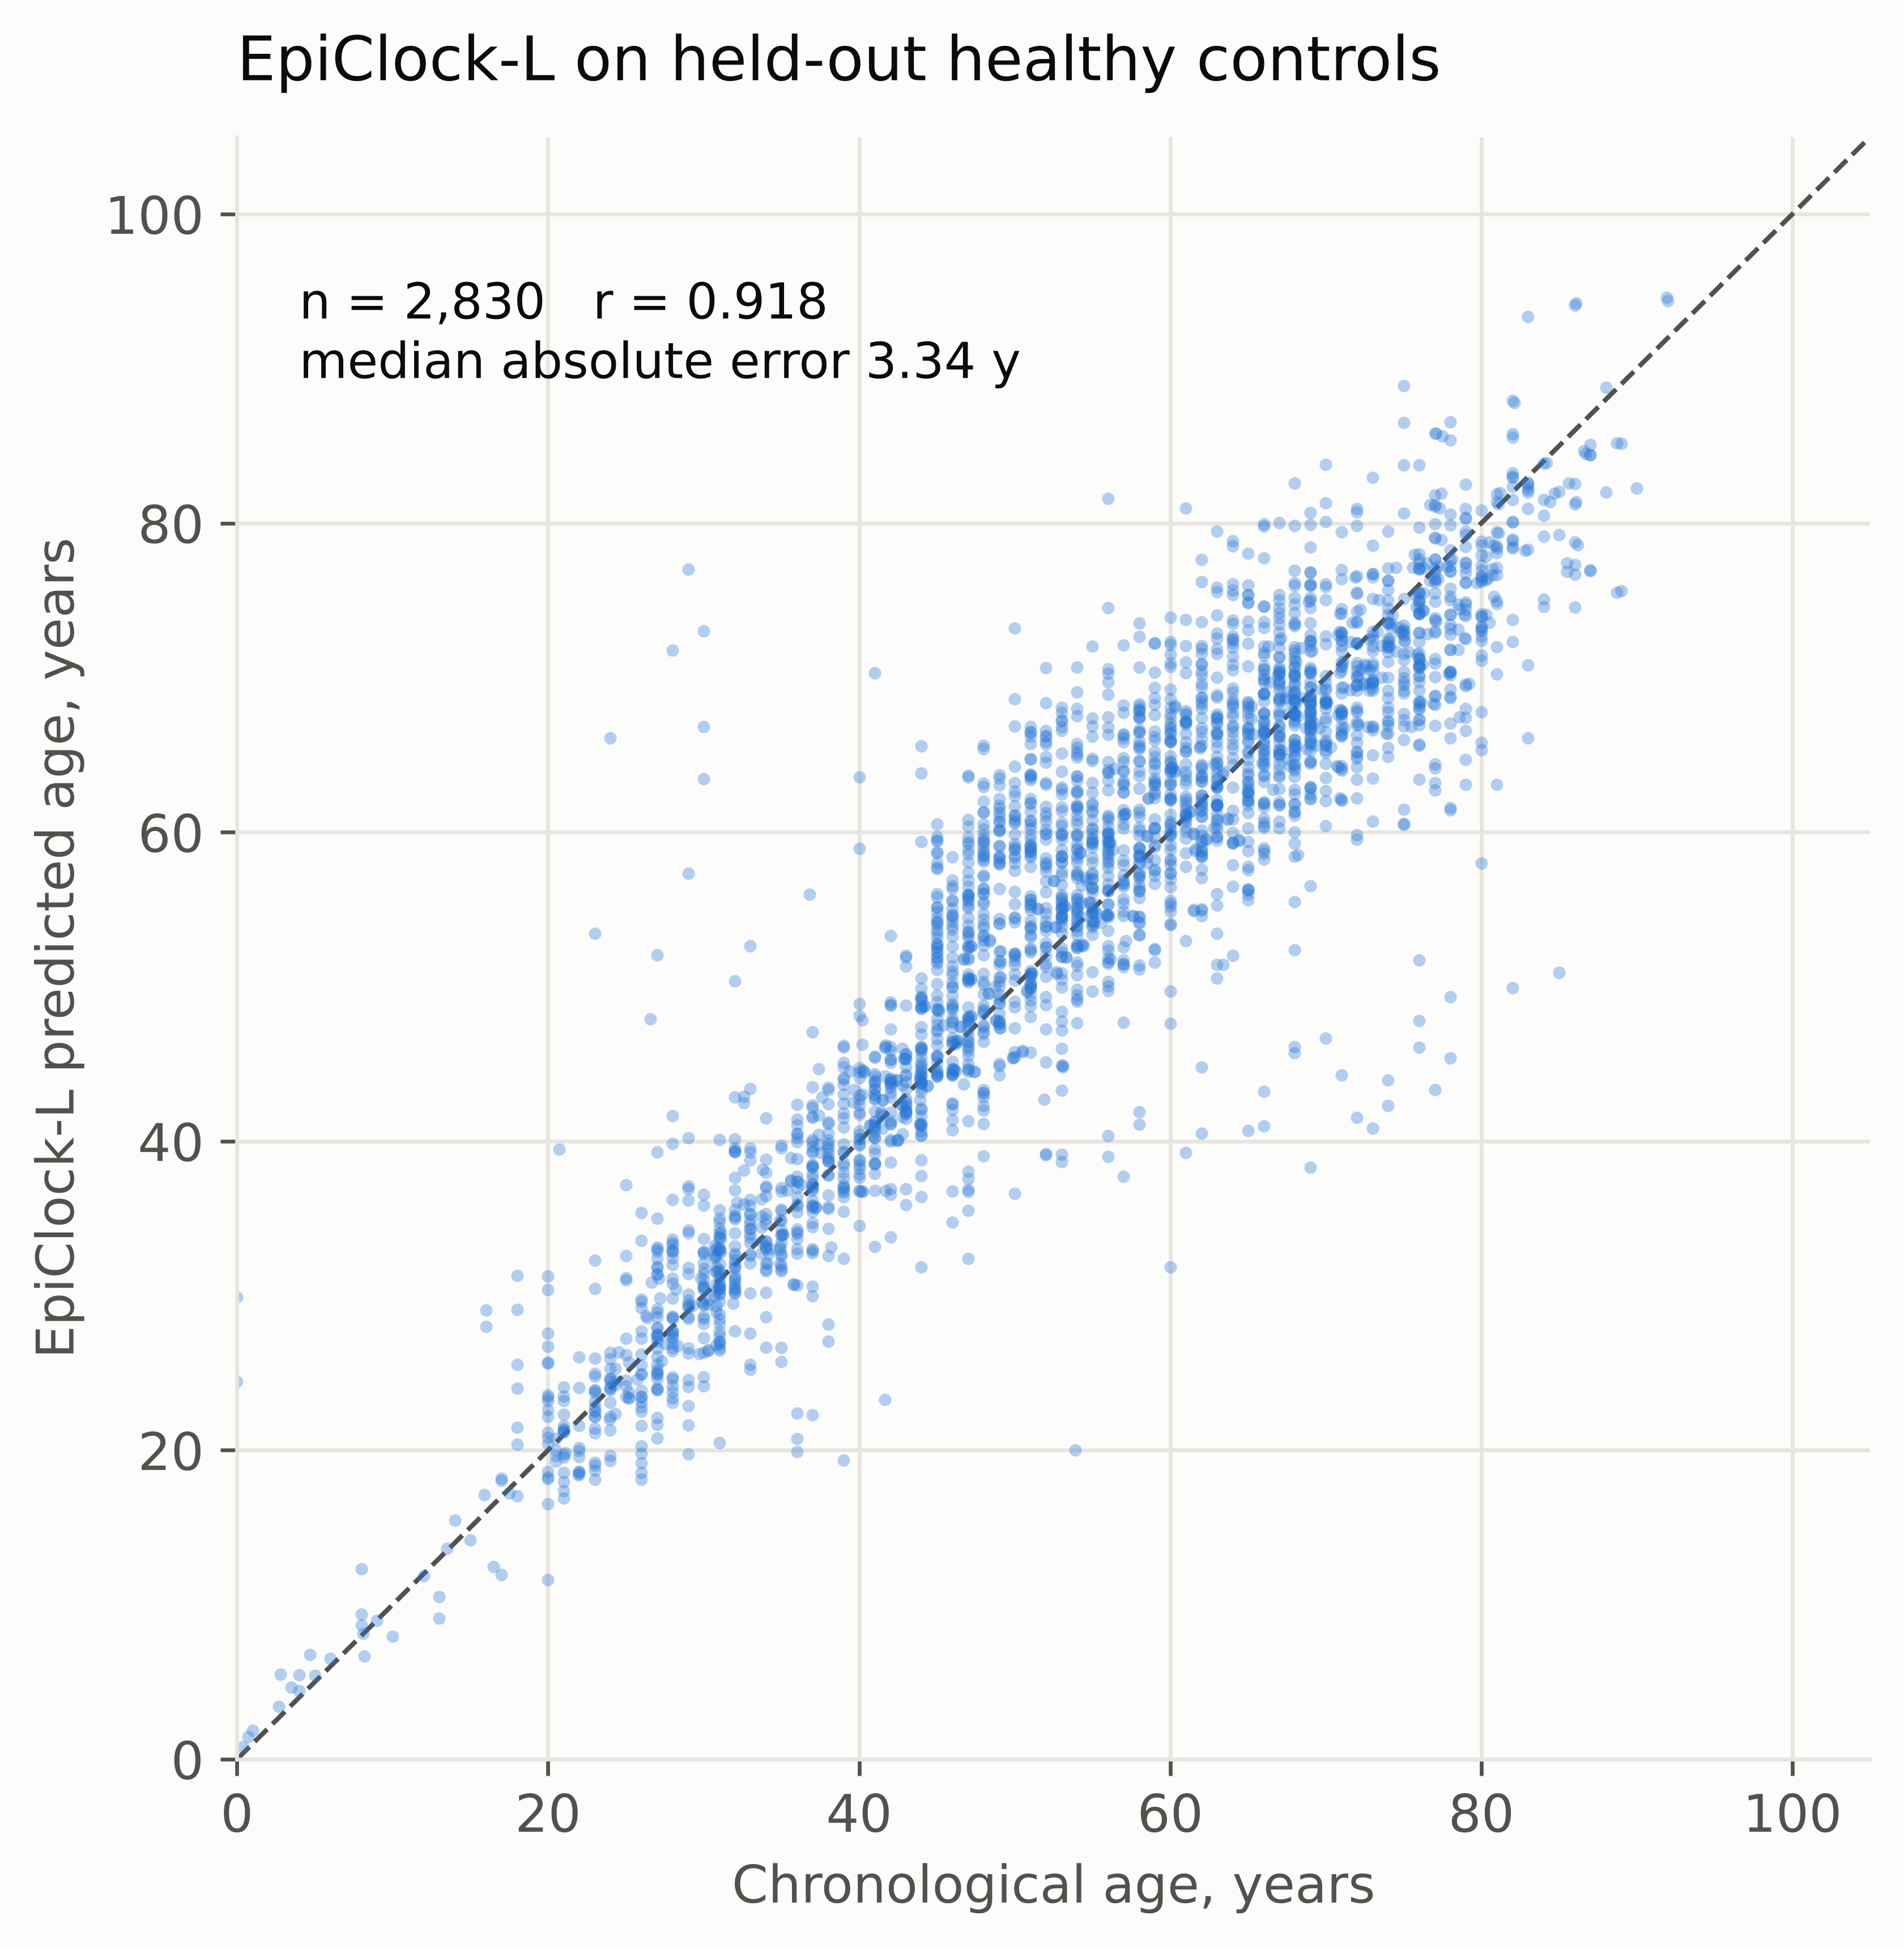 EpiClock-L on held-out healthy controls
n = 2,830 r = 0.918
median absolute error 3.34 y
EpiClock-L predicted age, years
100
80
60
40
20
0
0 20 40 60 80 100
Chronological age, years